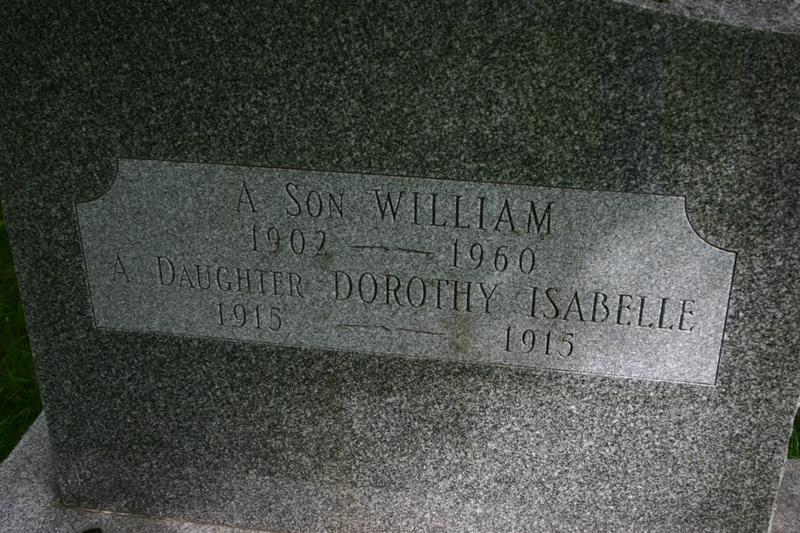 A SON WILLIAM
1902 — 1960
A DAUGHTER DOROTHY ISABELLE
1915 — 1915